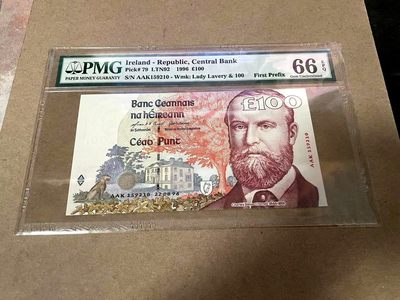 PMG
PAPER MONEY GUARANTY
Ireland - Republic, Central Bank
Pick# 79 LTN92 1996 £100
S/N AAK159210 - Wmk: Lady Lavery & 100
First Prefix
66 EPQ
Gem Uncirculated
Banc Ceannais
na hÉireann
£100
Céad Punt
AAK 159210 220896
AAK 159210